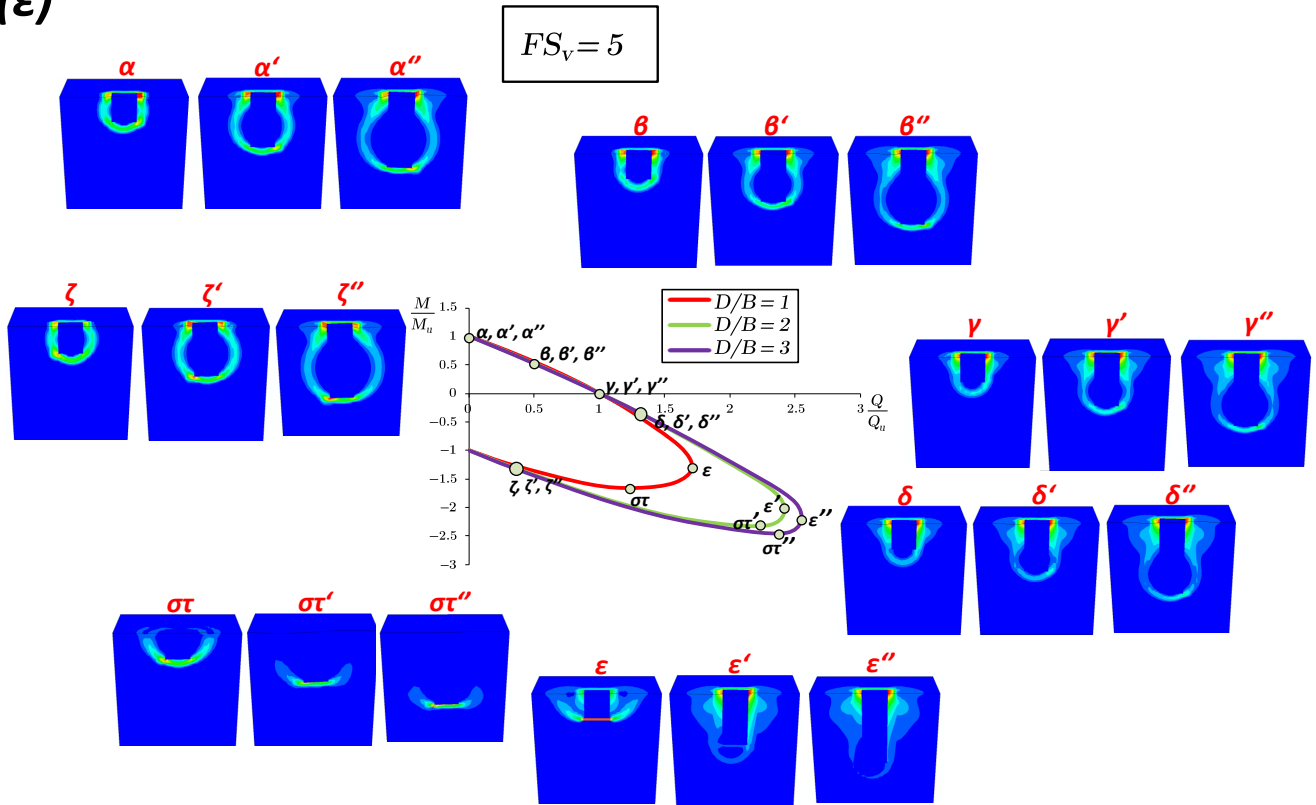 (ε)
FSᵥ = 5
α α‘ α‘’
β β‘ β‘’
ζ ζ‘ ζ‘’
γ γ’ γ‘’
δ δ‘ δ‘’
στ στ‘ στ‘’
ε ε‘ ε‘’
M/Mᵤ
1.5
1
0.5
0
−0.5
−1
−1.5
−2
−2.5
−3
0 0.5 1 1.5 2 2.5 3
Q/Qᵤ
D/B = 1
D/B = 2
D/B = 3
α, α’, α’’
β, β’, β’’
γ, γ’, γ’’
δ, δ’, δ’’
ε
ζ, ζ’, ζ’’
στ
ε’
στ’
ε’’
στ’’